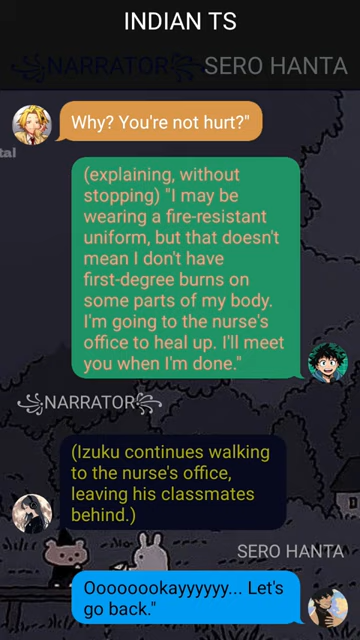 INDIAN TS
꧁NARRATOR꧂ SERO HANTA
tal
Why? You're not hurt?"
(explaining, without
stopping) "I may be
wearing a fire-resistant
uniform, but that doesn't
mean I don't have
first-degree burns on
some parts of my body.
I'm going to the nurse's
office to heal up. I'll meet
you when I'm done."
꧁NARRATOR꧂
(Izuku continues walking
to the nurse's office,
leaving his classmates
behind.)
SERO HANTA
Oooooookayyyyyy... Let's
go back."